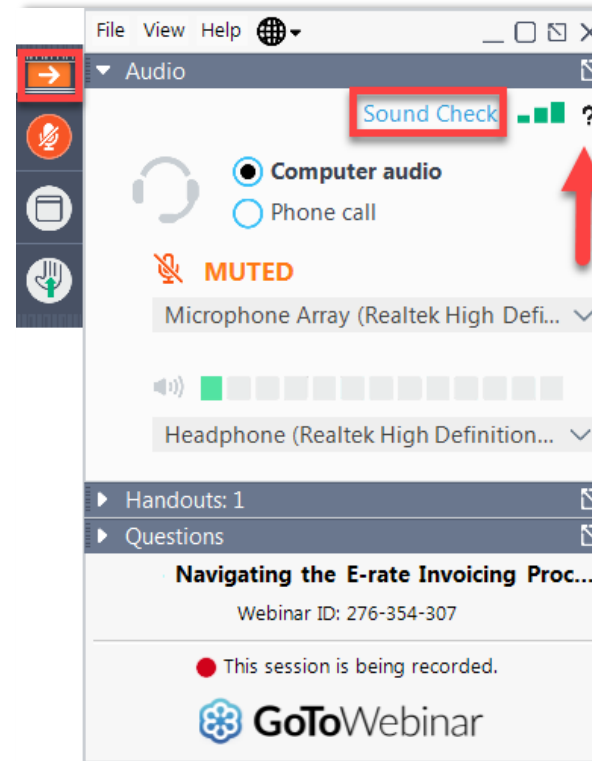 File View Help
Audio
Sound Check ?
Computer audio
Phone call
MUTED
Microphone Array (Realtek High Defi...
Headphone (Realtek High Definition...
Handouts: 1
Questions
Navigating the E-rate Invoicing Proc...
Webinar ID: 276-354-307
This session is being recorded.
GoToWebinar